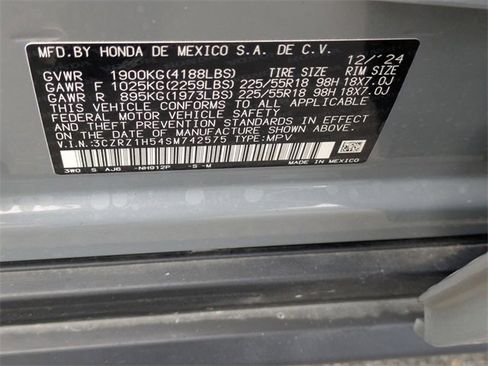 MFD.BY HONDA DE MEXICO S.A. DE C.V. 12/'24
GVWR 1900KG(4188LBS) TIRE SIZE RIM SIZE
GAWR F 1025KG(2259LBS) 225/55R18 98H 18X7.0J
GAWR R 895KG(1973LBS) 225/55R18 98H 18X7.0J
THIS VEHICLE CONFORMS TO ALL APPLICABLE
FEDERAL MOTOR VEHICLE SAFETY AND
THEFT PREVENTION STANDARDS IN EFFECT ON
THE DATE OF MANUFACTURE SHOWN ABOVE.
V.I.N.:3CZRZ1H54SM742575 TYPE:MPV
3W0 S AJ6 -NH912P -S -M MADE IN MEXICO